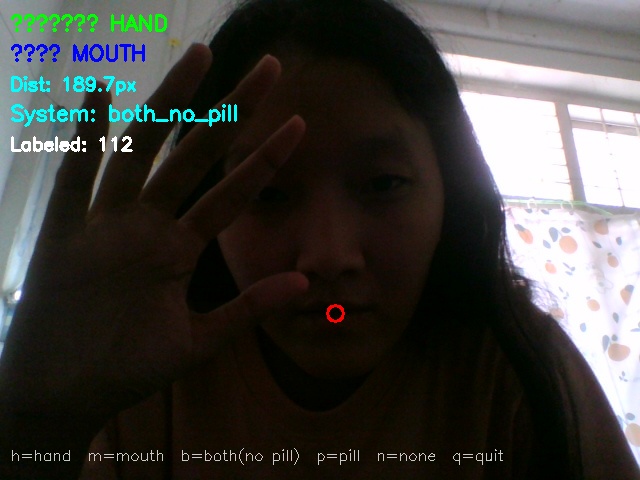 ??????? HAND
???? MOUTH
Dist: 189.7px
System: both_no_pill
Labeled: 112
h=hand m=mouth b=both(no pill) p=pill n=none q=quit